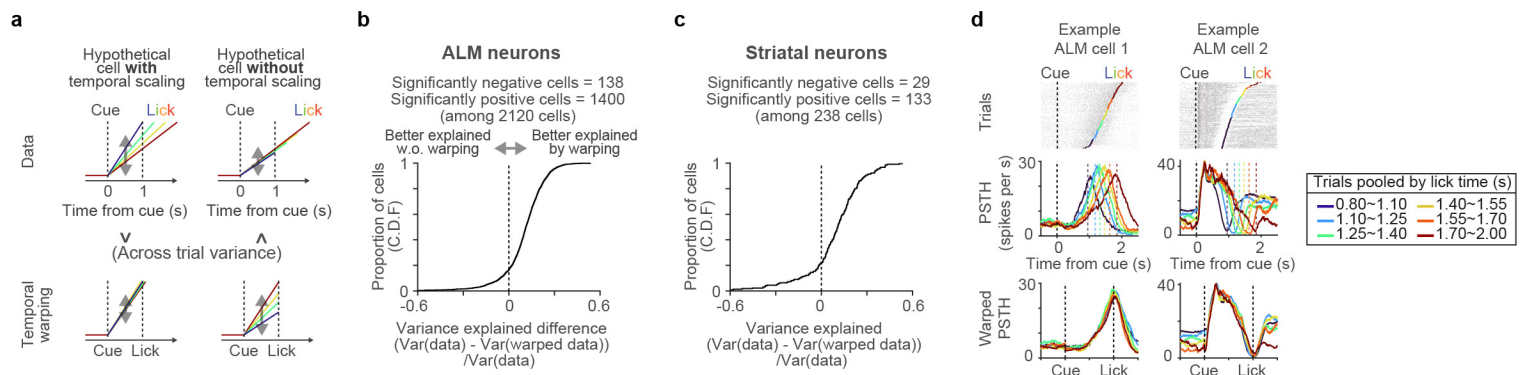 a
Hypothetical
cell with
temporal scaling
Hypothetical
cell without
temporal scaling
Cue
Lick
Cue
Lick
Data
0
1
0
1
Time from cue (s)
Time from cue (s)
(Across trial variance)
Temporal
warping
Cue
Lick
Cue
Lick
b
ALM neurons
Significantly negative cells = 138
Significantly positive cells = 1400
(among 2120 cells)
Better explained
w.o. warping
Better explained
by warping
Proportion of cells
(C.D.F)
1
0
-0.6
0
0.6
Variance explained difference
(Var(data) - Var(warped data))
/Var(data)
c
Striatal neurons
Significantly negative cells = 29
Significantly positive cells = 133
(among 238 cells)
Proportion of cells
(C.D.F)
1
0
-0.6
0
0.6
Variance explained
(Var(data) - Var(warped data))
/Var(data)
d
Example
ALM cell 1
Example
ALM cell 2
Cue
Lick
Cue
Lick
Trials
PSTH
(spikes per s)
30
0
40
0
0
2
0
2
Time from cue (s)
Time from cue (s)
Warped
PSTH
30
0
40
0
Cue
Lick
Cue
Lick
Trials pooled by lick time (s)
0.80~1.10
1.40~1.55
1.10~1.25
1.55~1.70
1.25~1.40
1.70~2.00